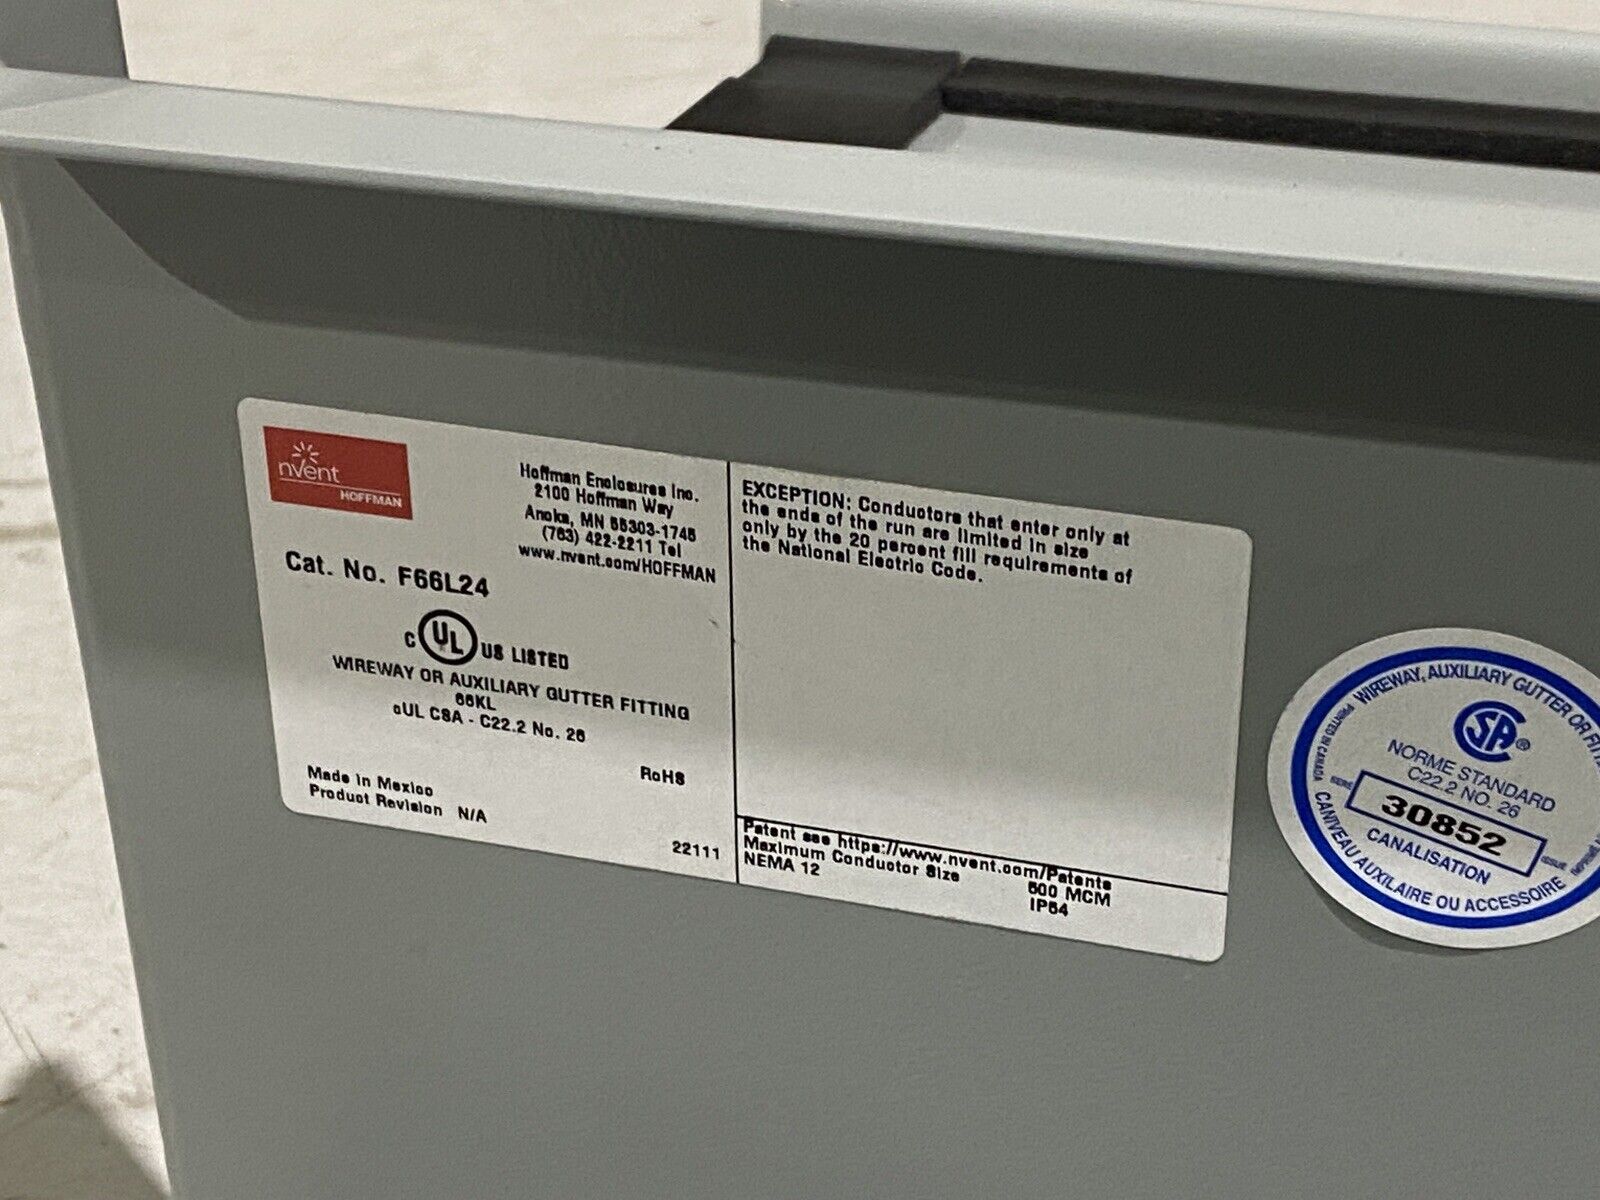 nVent
HOFFMAN
Hoffman Enclosures Inc.
2100 Hoffman Way
Anoka, MN 55303-1745
(763) 422-2211 Tel
www.nvent.com/HOFFMAN
Cat. No. F66L24
C UL US LISTED
WIREWAY OR AUXILIARY GUTTER FITTING
66KL
cUL CSA - C22.2 No. 26
RoHS
Made in Mexico
Product Revision N/A
22111
EXCEPTION: Conductors that enter only at
the ends of the run are limited in size
only by the 20 percent fill requirements of
the National Electric Code.
Patent see https://www.nvent.com/Patents
Maximum Conductor Size 500 MCM
NEMA 12 IP54
WIREWAY, AUXILIARY GUTTER OR
SA ®
NORME STANDARD
C22.2 NO. 26
SERIE
30852
ISSUE
CANALISATION
CANIVEAU AUXILAIRE OU ACCESSOIRE
PRINTED IN CANADA